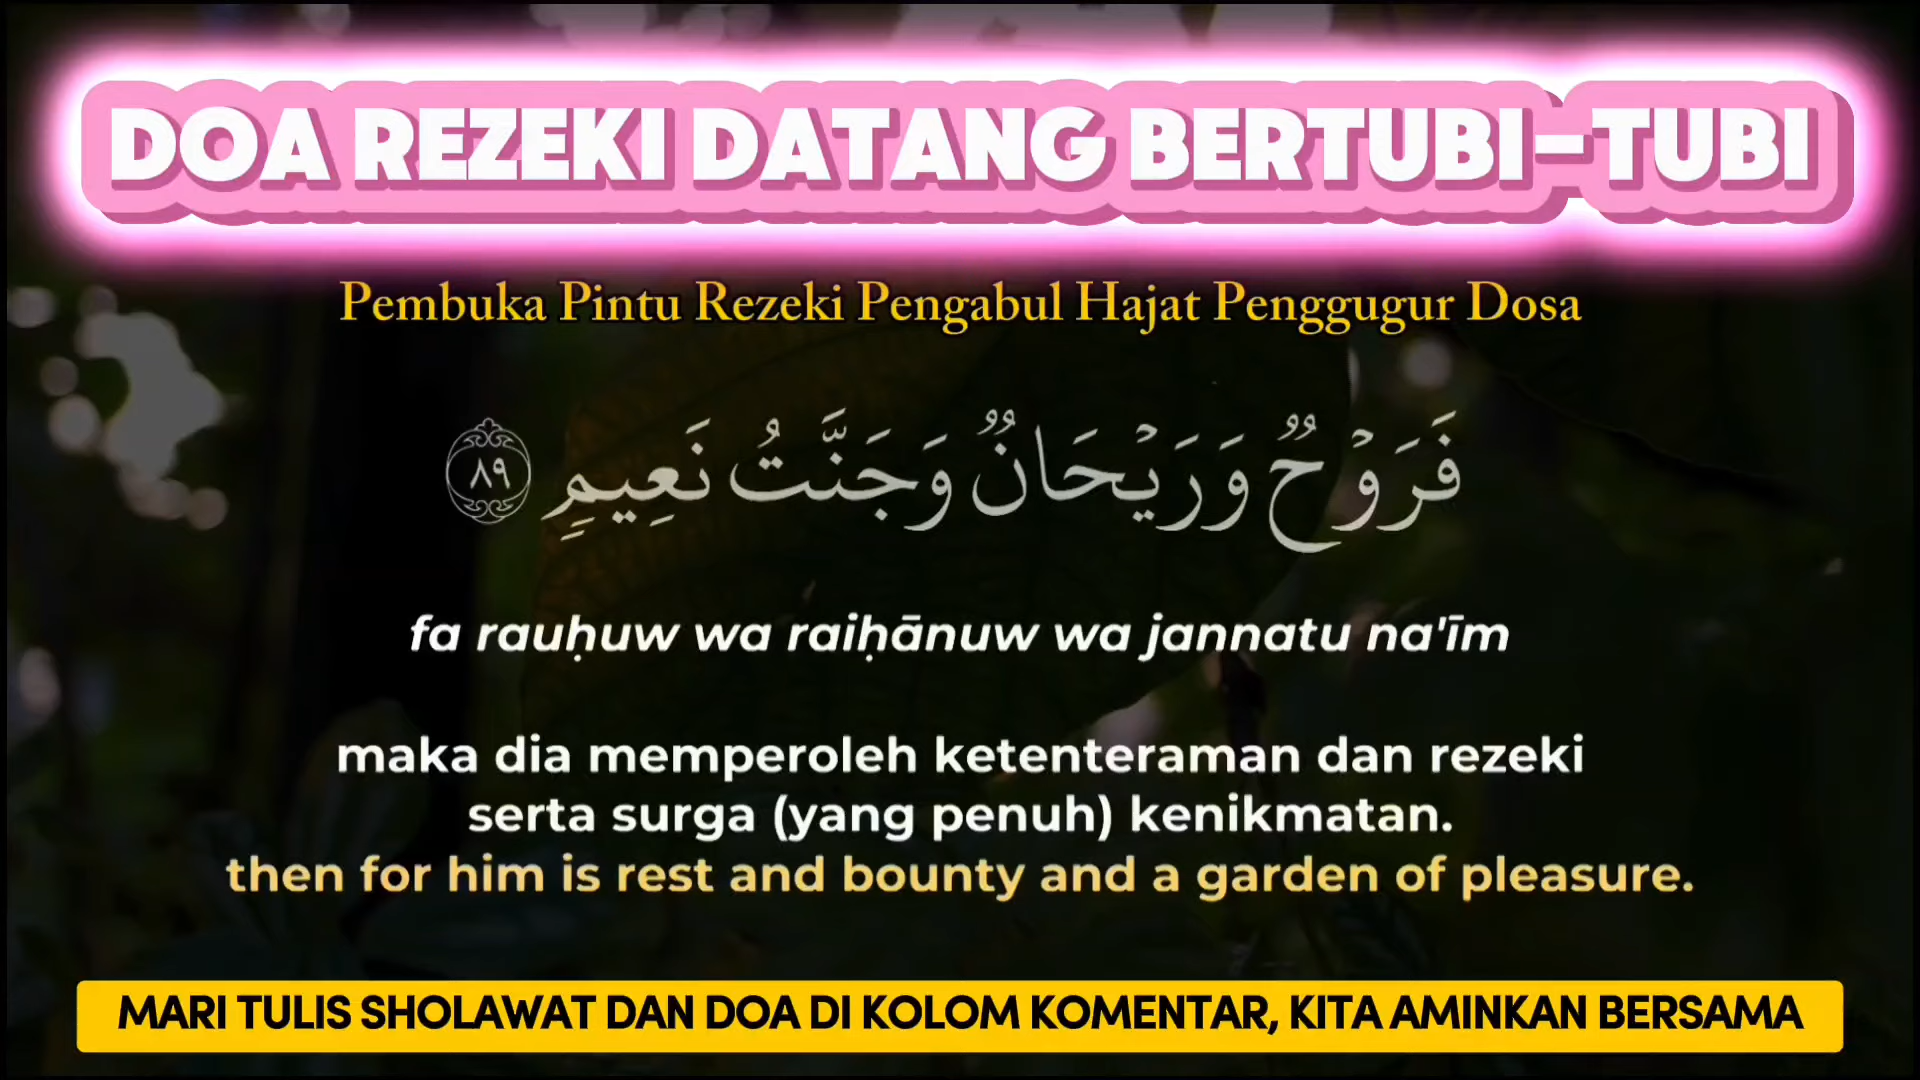 DOA REZEKI DATANG BERTUBI-TUBI
Pembuka Pintu Rezeki Pengabul Hajat Penggugur Dosa
فَرَوْحٌ وَرَيْحَانٌ وَجَنَّتُ نَعِيمٍ ٨٩
fa rauḥuw wa raiḥānuw wa jannatu na'īm
maka dia memperoleh ketenteraman dan rezeki
serta surga (yang penuh) kenikmatan.
then for him is rest and bounty and a garden of pleasure.
MARI TULIS SHOLAWAT DAN DOA DI KOLOM KOMENTAR, KITA AMINKAN BERSAMA